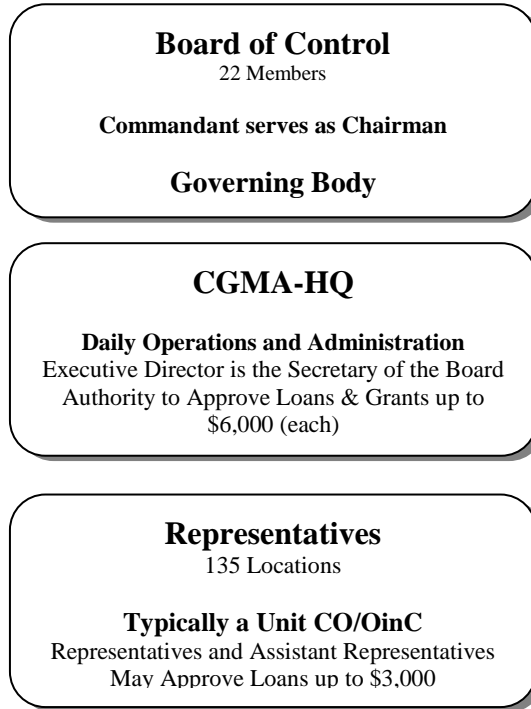 Board of Control
22 Members
Commandant serves as Chairman
Governing Body
CGMA-HQ
Daily Operations and Administration
Executive Director is the Secretary of the Board
Authority to Approve Loans & Grants up to
$6,000 (each)
Representatives
135 Locations
Typically a Unit CO/OinC
Representatives and Assistant Representatives
May Approve Loans up to $3,000